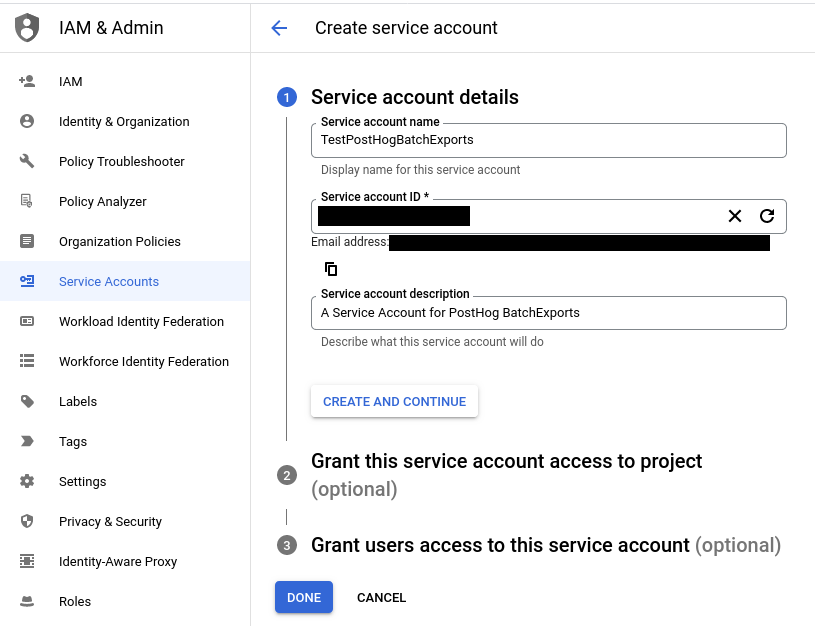 IAM & Admin
Create service account
IAM
Identity & Organization
Policy Troubleshooter
Policy Analyzer
Organization Policies
Service Accounts
Workload Identity Federation
Workforce Identity Federation
Labels
Tags
Settings
Privacy & Security
Identity-Aware Proxy
Roles
1
Service account details
Service account name
TestPostHogBatchExports
Display name for this service account
Service account ID *
Email address:
Service account description
A Service Account for PostHog BatchExports
Describe what this service account will do
CREATE AND CONTINUE
2
Grant this service account access to project
(optional)
3
Grant users access to this service account (optional)
DONE
CANCEL